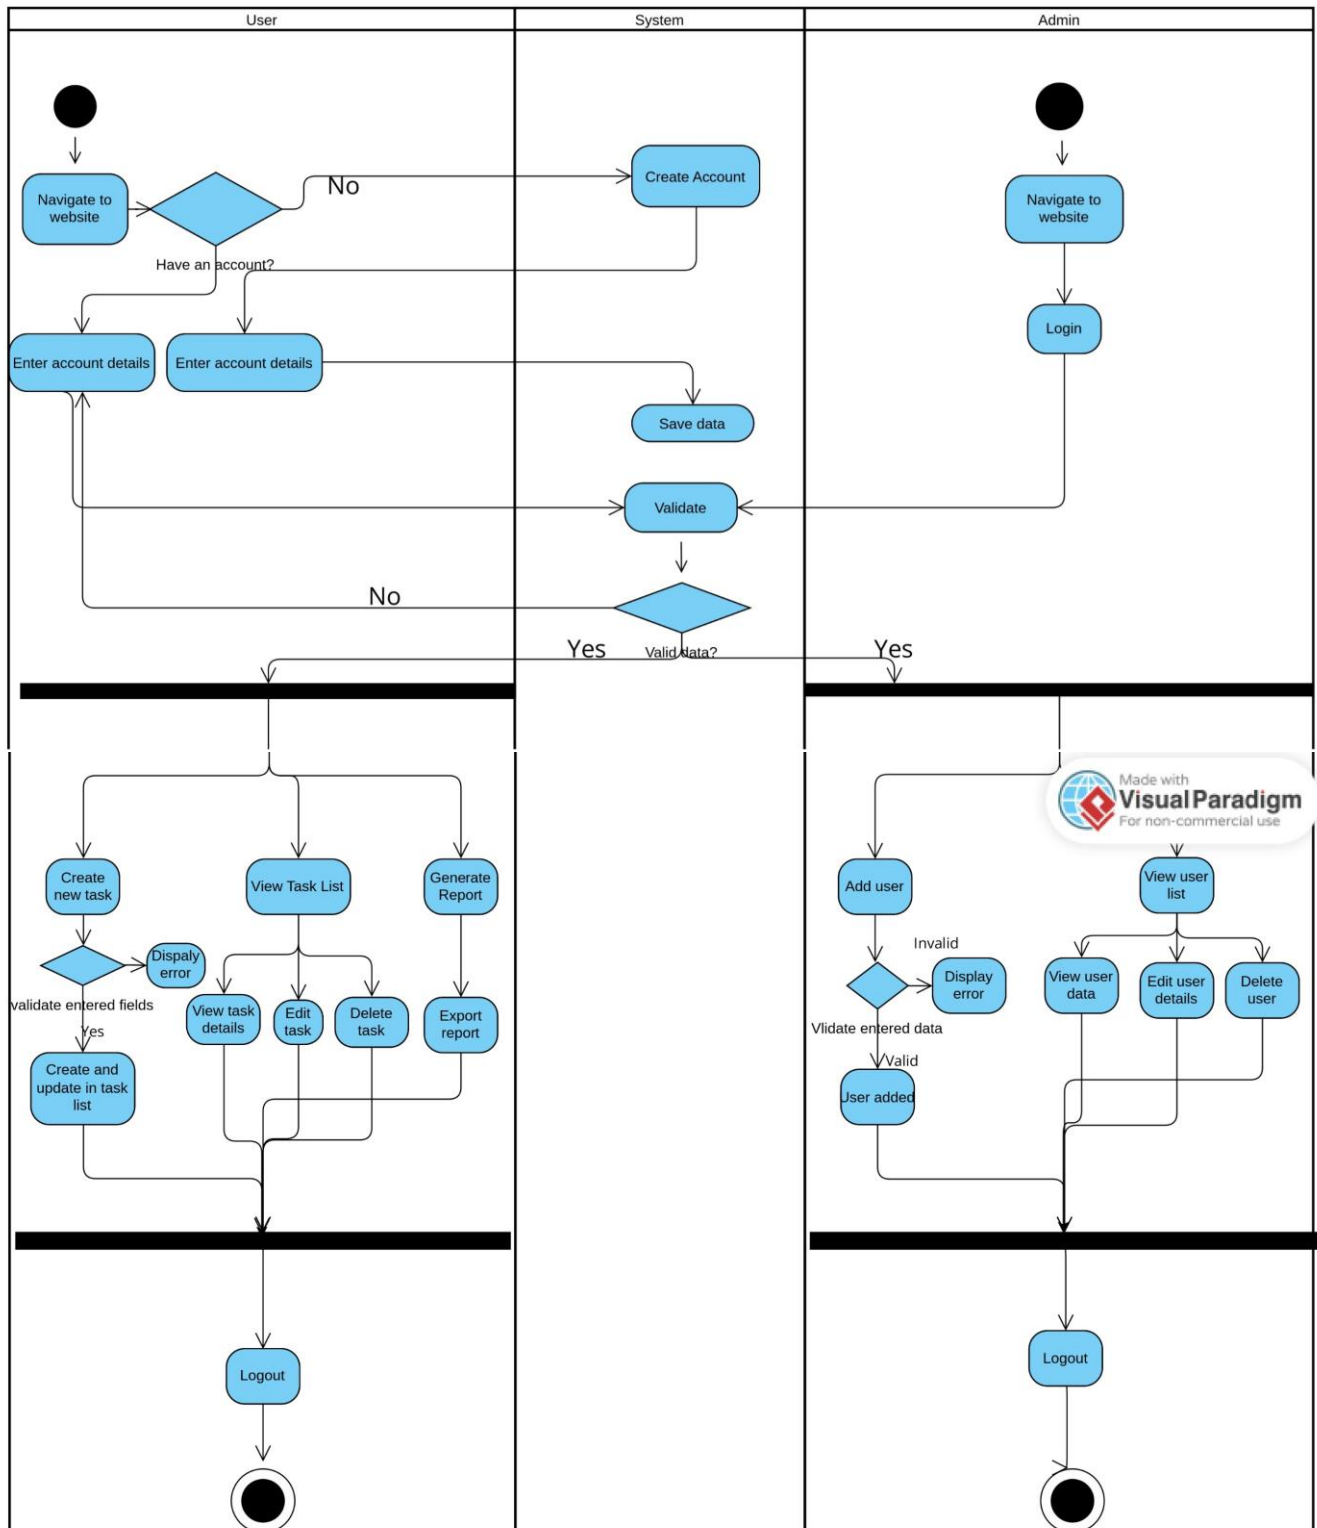 User
System
Admin
Navigate to
website
No
Create Account
Navigate to
website
Have an account?
Login
Enter account details
Enter account details
Save data
Validate
No
Yes
Valid data?
Yes
Made with
Visual Paradigm
For non-commercial use
Create
new task
View Task List
Generate
Report
Add user
View user
list
Dispaly
error
Invalid
Display
error
View user
data
Edit user
details
Delete
user
validate entered fields
View task
details
Edit
task
Delete
task
Export
report
Vlidate entered data
Yes
Valid
Create and
update in task
list
User added
Logout
Logout